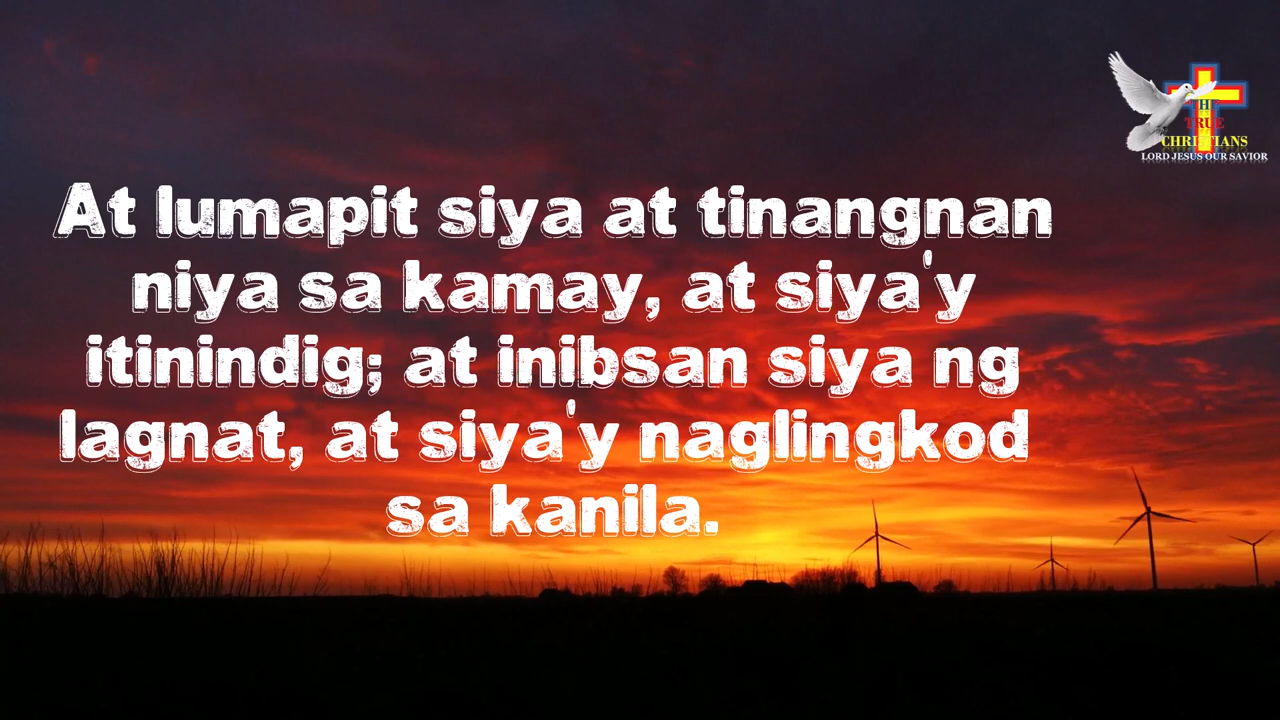 THE
TRUE
CHRISTIANS
LORD JESUS OUR SAVIOR
At lumapit siya at tinangnan
niya sa kamay, at siya'y
itinindig; at inibsan siya ng
lagnat, at siya'y naglingkod
sa kanila.